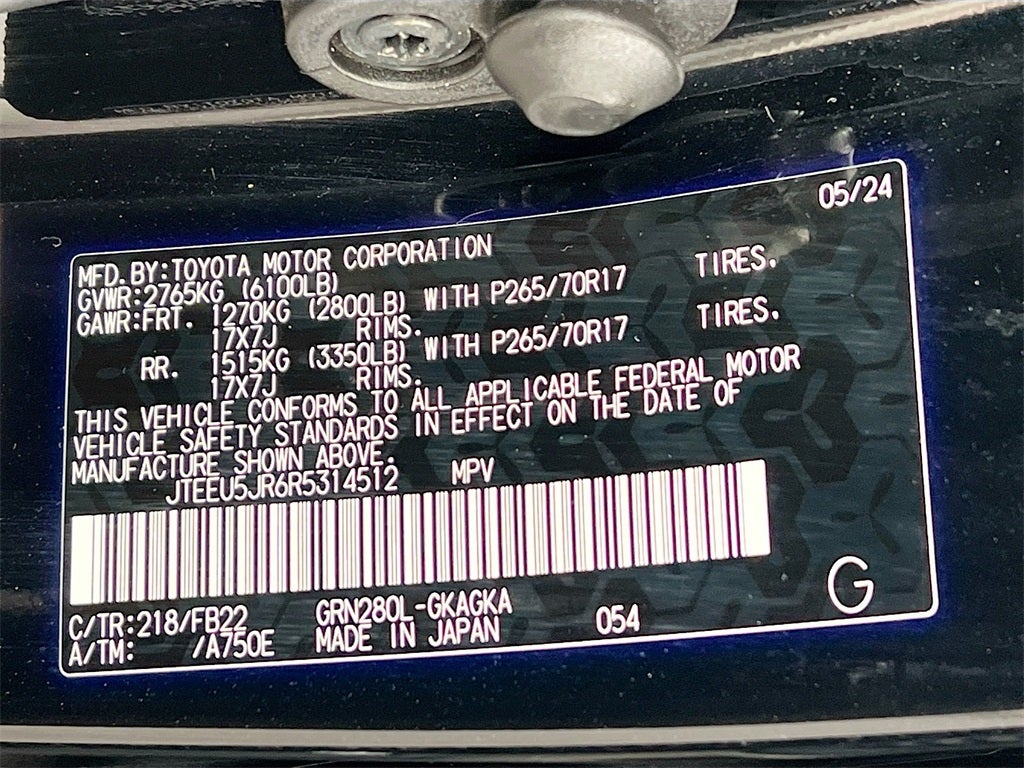 05/24
MFD. BY:TOYOTA MOTOR CORPORATION
GVWR:2765KG (6100LB)
GAWR:FRT. 1270KG (2800LB) WITH P265/70R17 TIRES.
17X7J RIMS.
RR. 1515KG (3350LB) WITH P265/70R17 TIRES.
17X7J RIMS.
THIS VEHICLE CONFORMS TO ALL APPLICABLE FEDERAL MOTOR
VEHICLE SAFETY STANDARDS IN EFFECT ON THE DATE OF
MANUFACTURE SHOWN ABOVE.
JTEEU5JR6R5314512 MPV
C/TR:218/FB22 GRN280L-GKAGKA
A/TM: /A750E MADE IN JAPAN 054
G